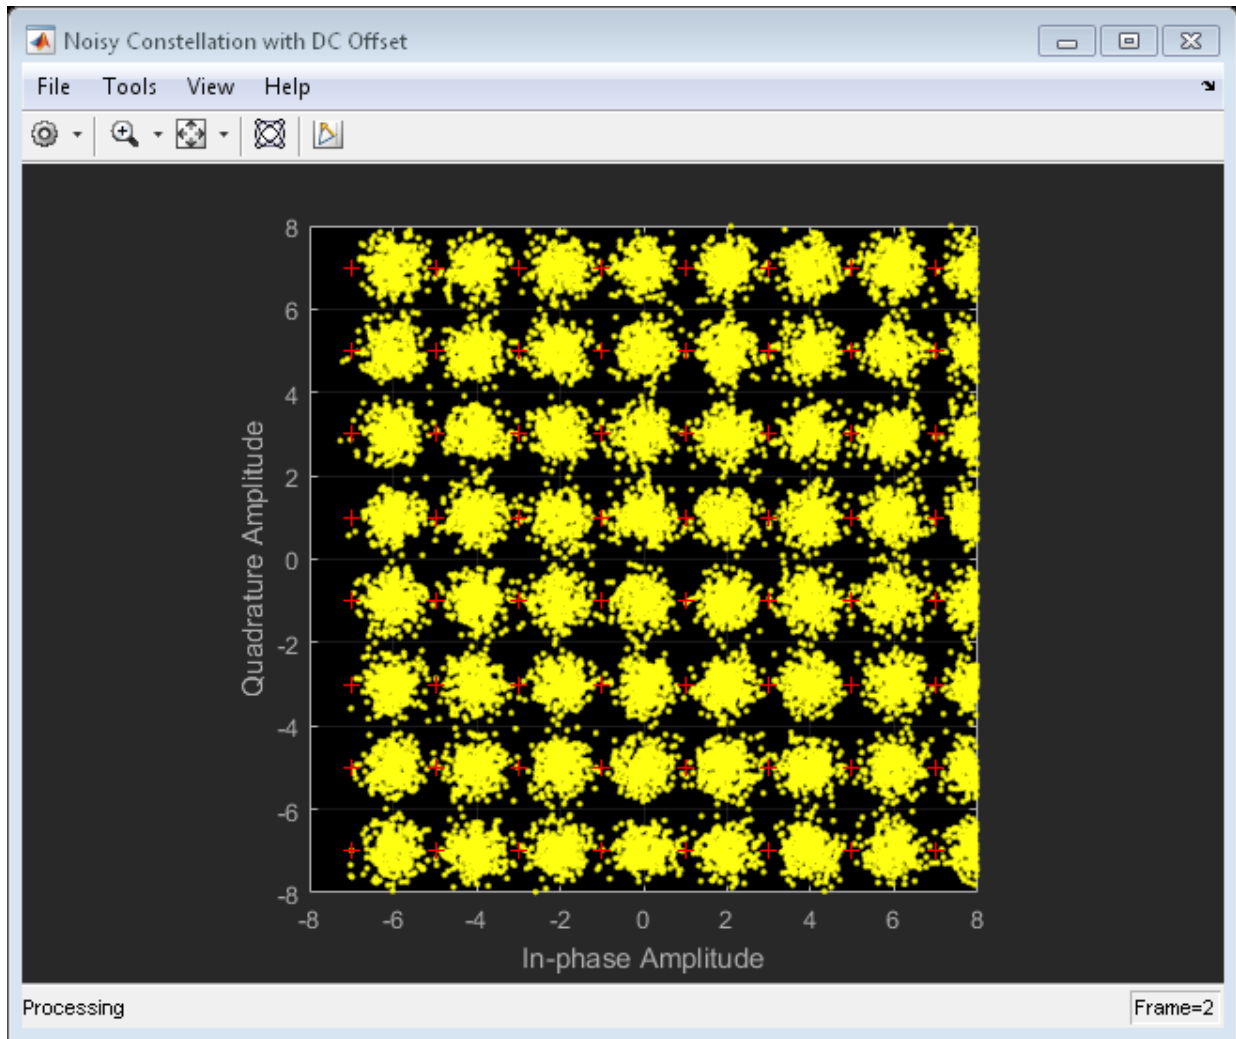 Noisy Constellation with DC Offset
File Tools View Help
8
6
4
2
0
-2
-4
-6
-8
Quadrature Amplitude
-8 -6 -4 -2 0 2 4 6 8
In-phase Amplitude
Processing Frame=2